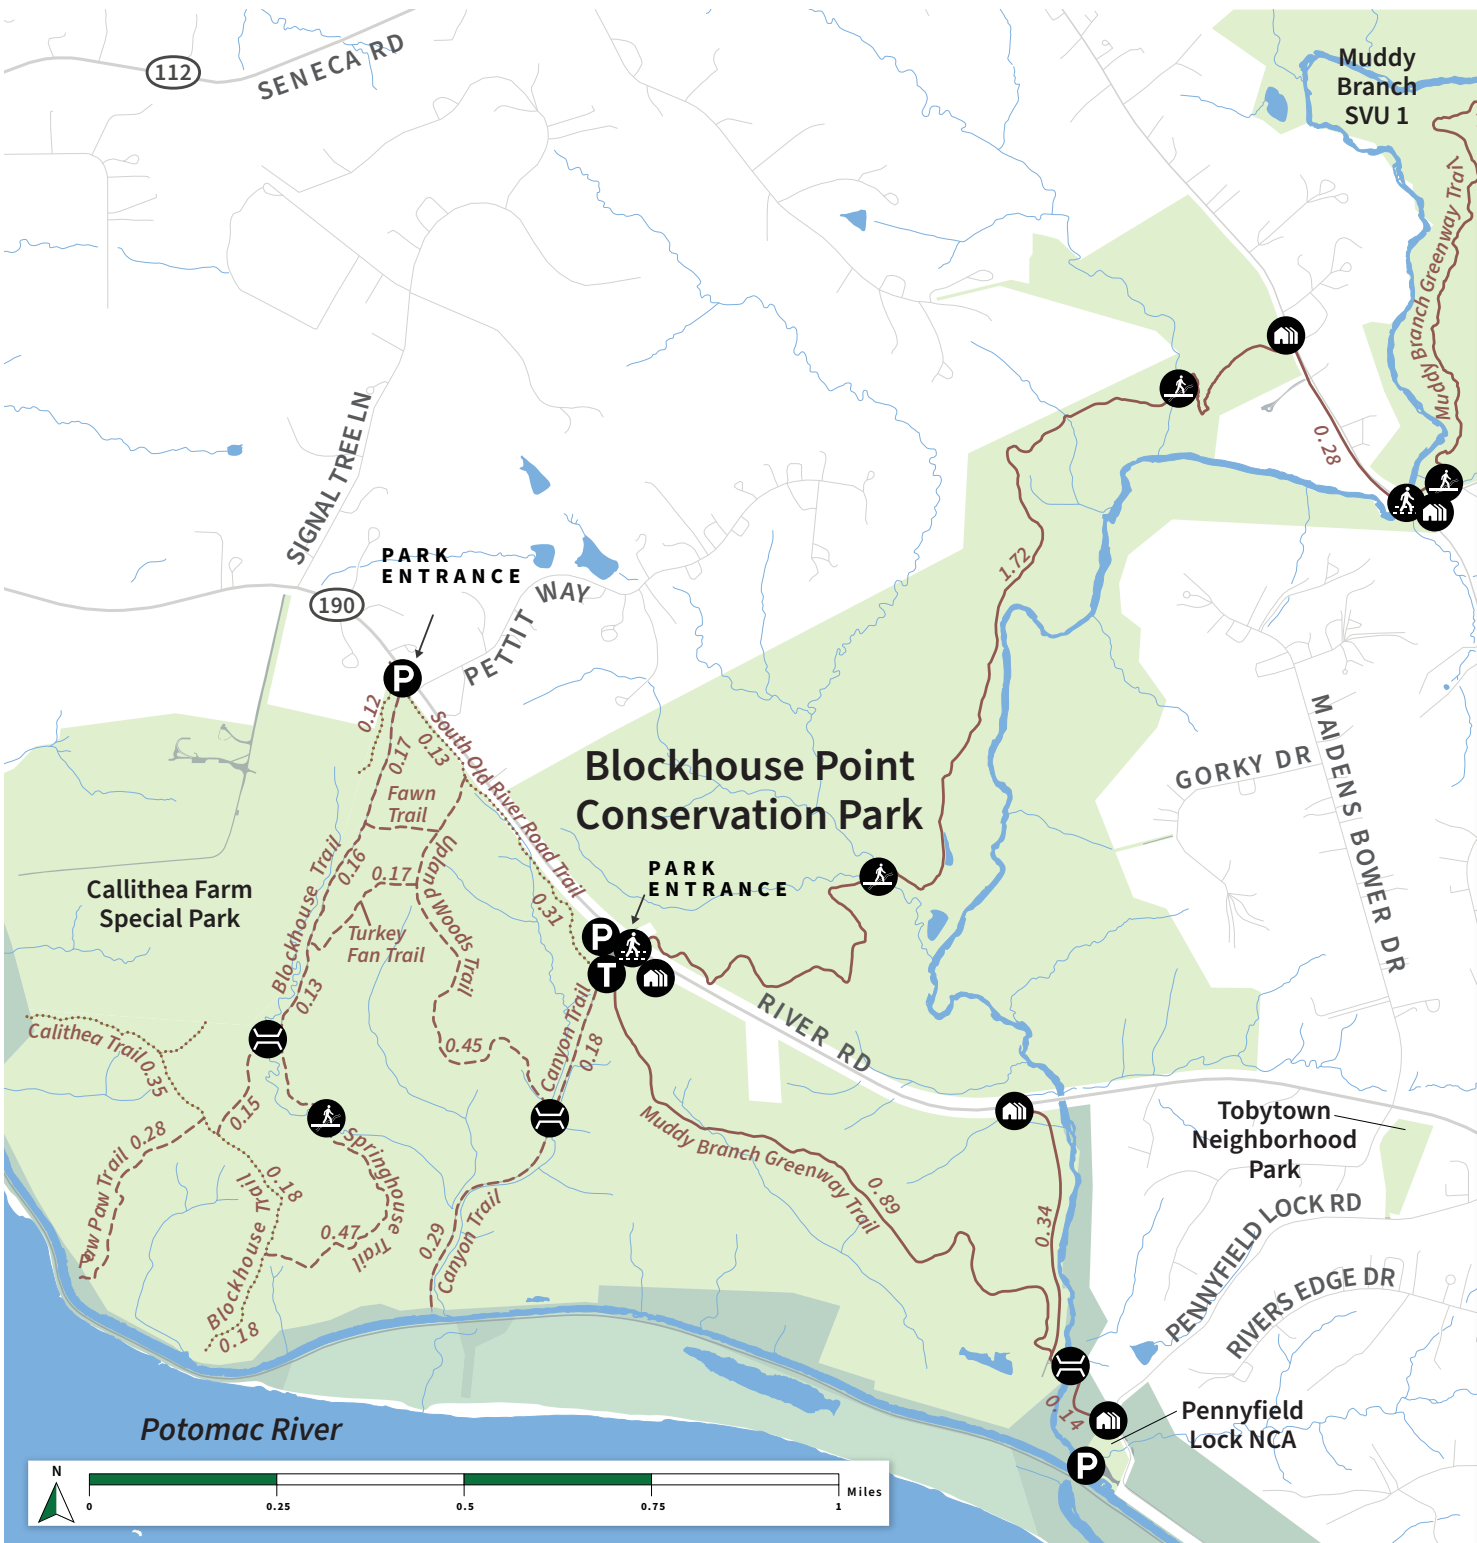 112
SENECA RD
Muddy
Branch
SVU 1
Muddy Branch Greenway Trail
SIGNAL TREE LN
0.28
PARK
ENTRANCE
190
PETTIT WAY
1.72
P
0.12
0.17
0.13
South Old River Road Trail
Blockhouse Point
Conservation Park
MAIDENS BOWER DR
GORKY DR
Fawn
Trail
Upland Woods Trail
Blockhouse Trail
0.16
0.17
0.31
PARK
ENTRANCE
Callithea Farm
Special Park
Turkey
Fan Trail
P
T
0.13
RIVER RD
Calithea Trail 0.35
0.45
Canyon Trail
0.18
0.15
Muddy Branch Greenway Trail
0.89
Tobytown
Neighborhood
Park
Paw Paw Trail 0.28
Springhouse Trail
0.18
Blockhouse Trail
0.47
0.29
Canyon Trail
0.34
PENNYFIELD LOCK RD
RIVERS EDGE DR
0.18
0.14
Pennyfield
Lock NCA
P
Potomac River
N
0
0.25
0.5
0.75
1
Miles